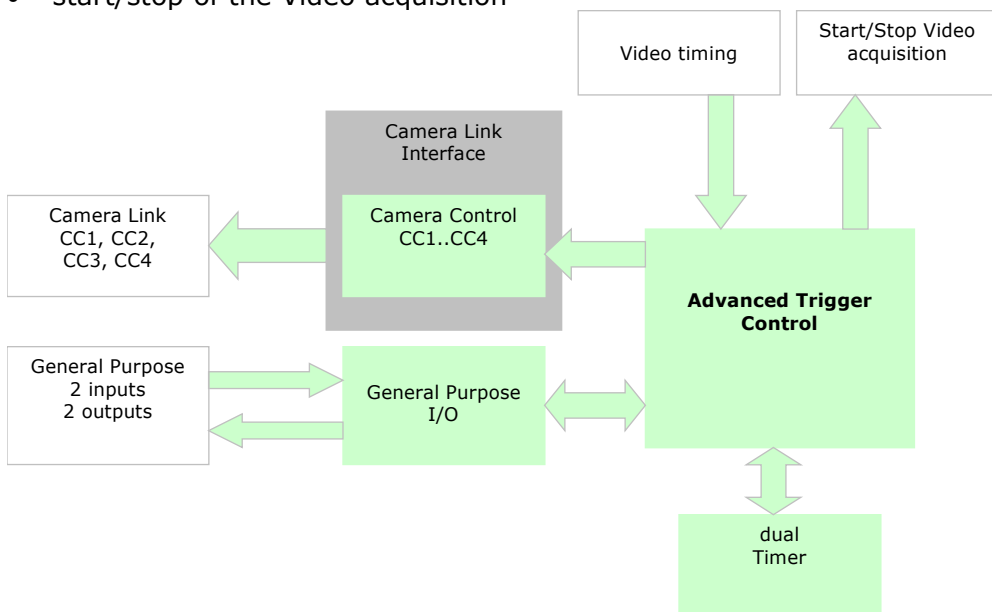 • start/stop of the Video acquisition
Video timing
Start/Stop Video
acquisition
Camera Link
Interface
Camera Link
CC1, CC2,
CC3, CC4
Camera Control
CC1..CC4
Advanced Trigger
Control
General Purpose
2 inputs
2 outputs
General Purpose
I/O
dual
Timer